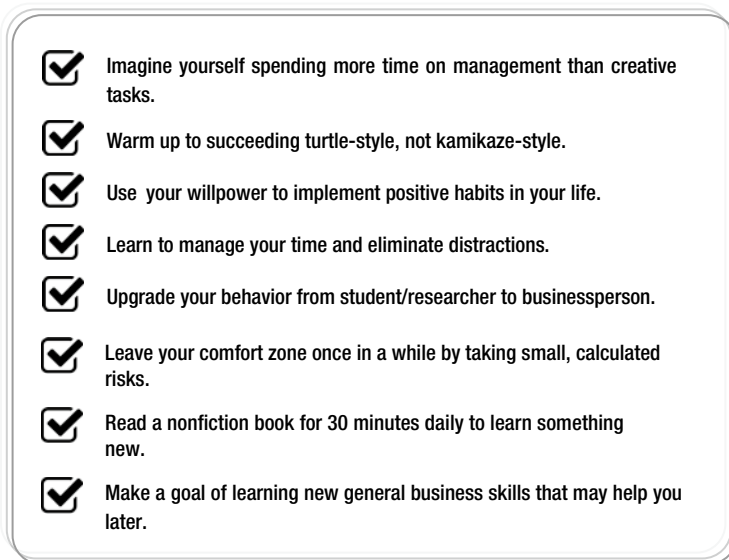 Imagine yourself spending more time on management than creative
tasks.
Warm up to succeeding turtle-style, not kamikaze-style.
Use your willpower to implement positive habits in your life.
Learn to manage your time and eliminate distractions.
Upgrade your behavior from student/researcher to businessperson.
Leave your comfort zone once in a while by taking small, calculated
risks.
Read a nonfiction book for 30 minutes daily to learn something
new.
Make a goal of learning new general business skills that may help you
later.